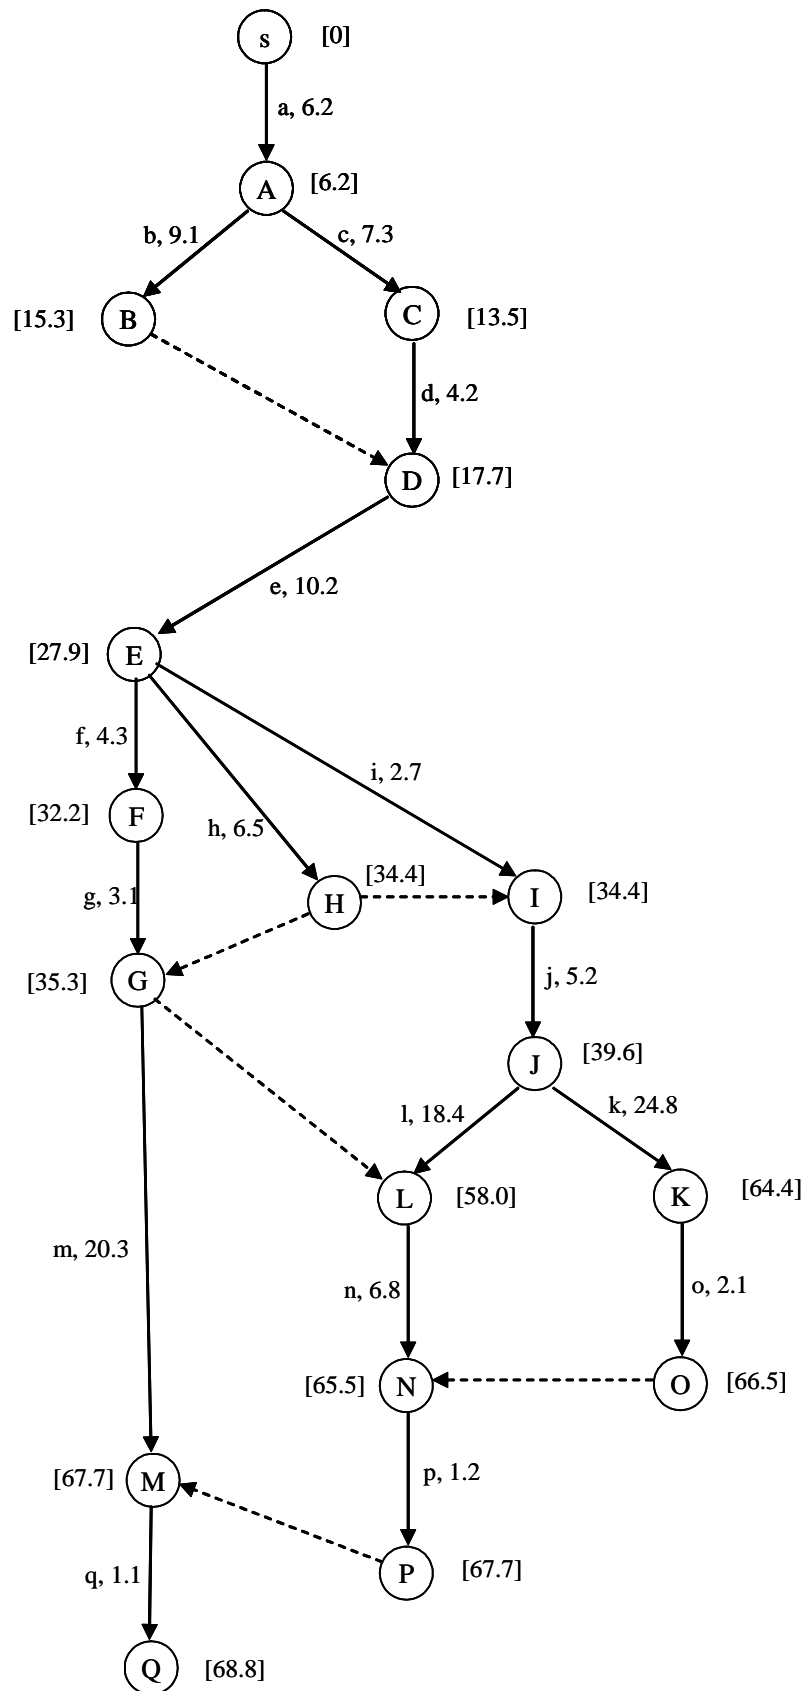 s [0]
a, 6.2
A [6.2]
b, 9.1 c, 7.3
[15.3] B C [13.5]
d, 4.2
D [17.7]
e, 10.2
[27.9] E
f, 4.3
i, 2.7
[32.2] F
h, 6.5
g, 3.1
H [34.4]
I [34.4]
[35.3] G
j, 5.2
J [39.6]
l, 18.4 k, 24.8
L [58.0] K [64.4]
m, 20.3
n, 6.8 o, 2.1
[65.5] N O [66.5]
[67.7] M
p, 1.2
q, 1.1
P [67.7]
Q [68.8]